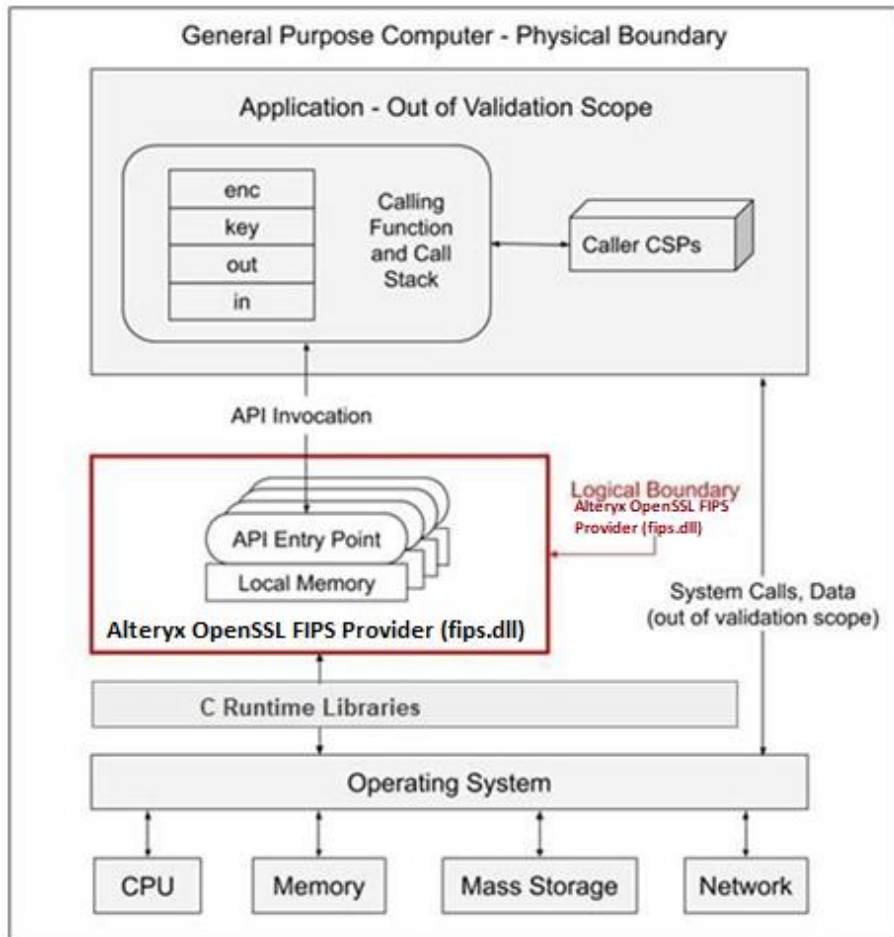 General Purpose Computer - Physical Boundary
Application - Out of Validation Scope
enc
key
out
in
Calling
Function
and Call
Stack
Caller CSPs
API Invocation
Logical Boundary
Alteryx OpenSSL FIPS
Provider (fips.dll)
API Entry Point
Local Memory
Alteryx OpenSSL FIPS Provider (fips.dll)
System Calls, Data
(out of validation scope)
C Runtime Libraries
Operating System
CPU
Memory
Mass Storage
Network